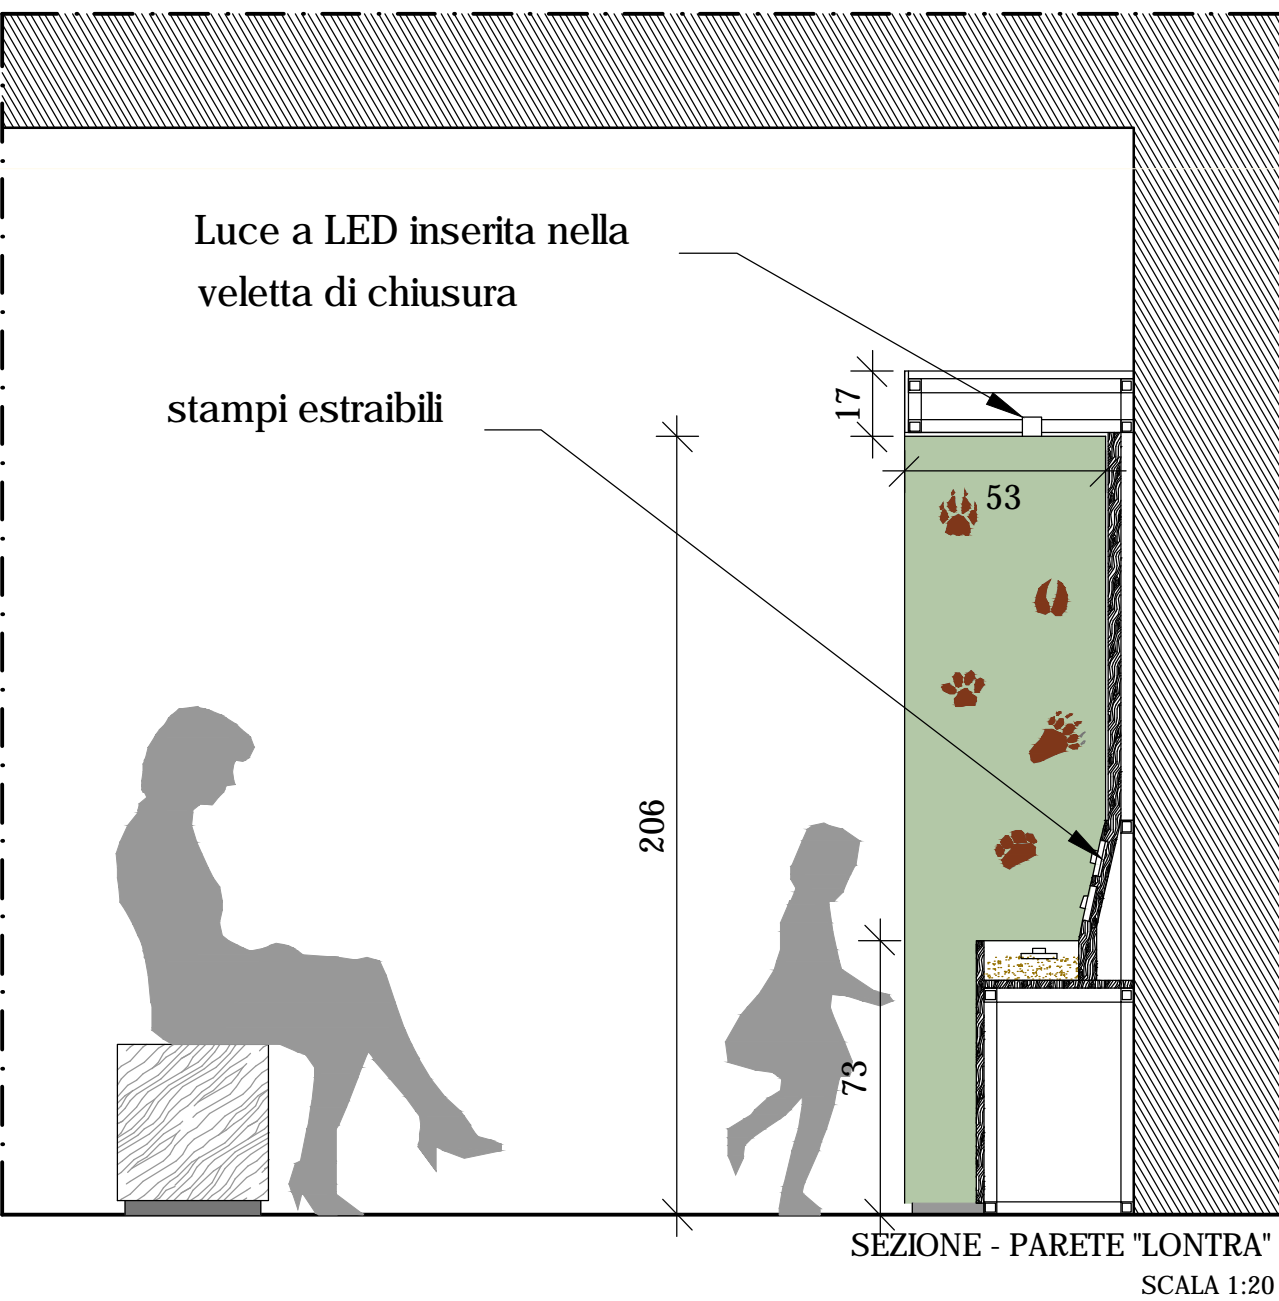 Luce a LED inserita nella
veletta di chiusura
stampi estraibili
17
53
206
73
SEZIONE - PARETE "LONTRA"
SCALA 1:20